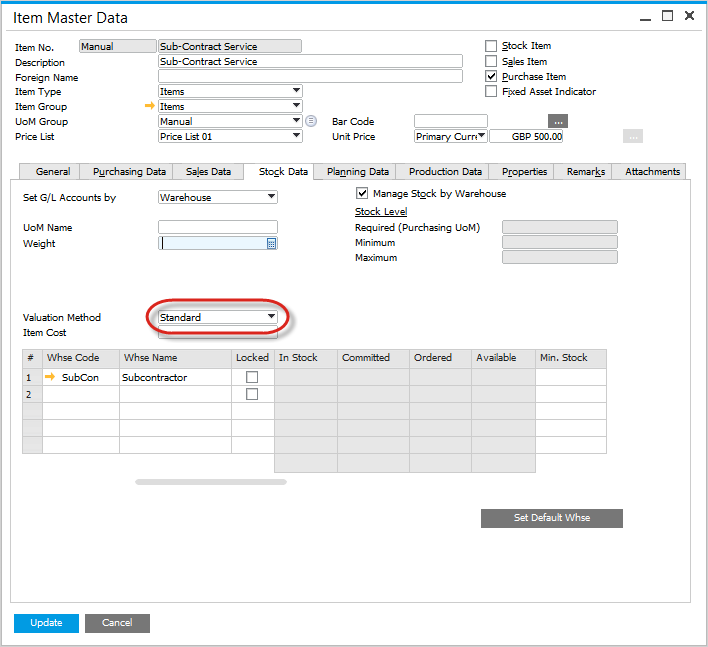 Item Master Data
Item No. Manual Sub-Contract Service
Description Sub-Contract Service
Foreign Name
Item Type Items
Item Group Items
UoM Group Manual
Price List Price List 01
Stock Item
Sales Item
Purchase Item
Fixed Asset Indicator
Bar Code ...
Unit Price Primary Curre GBP 500.00 ...
General Purchasing Data Sales Data Stock Data Planning Data Production Data Properties Remarks Attachments
Set G/L Accounts by Warehouse
UoM Name
Weight
Manage Stock by Warehouse
Stock Level
Required (Purchasing UoM)
Minimum
Maximum
Valuation Method Standard
Item Cost
# Whse Code Whse Name Locked In Stock Committed Ordered Available Min. Stock
1 SubCon Subcontractor
2
Set Default Whse
Update Cancel